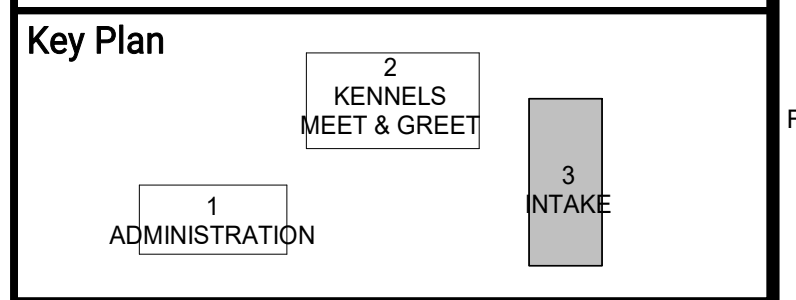 Key Plan
2
KENNELS
MEET & GREET
3
INTAKE
1
ADMINISTRATION